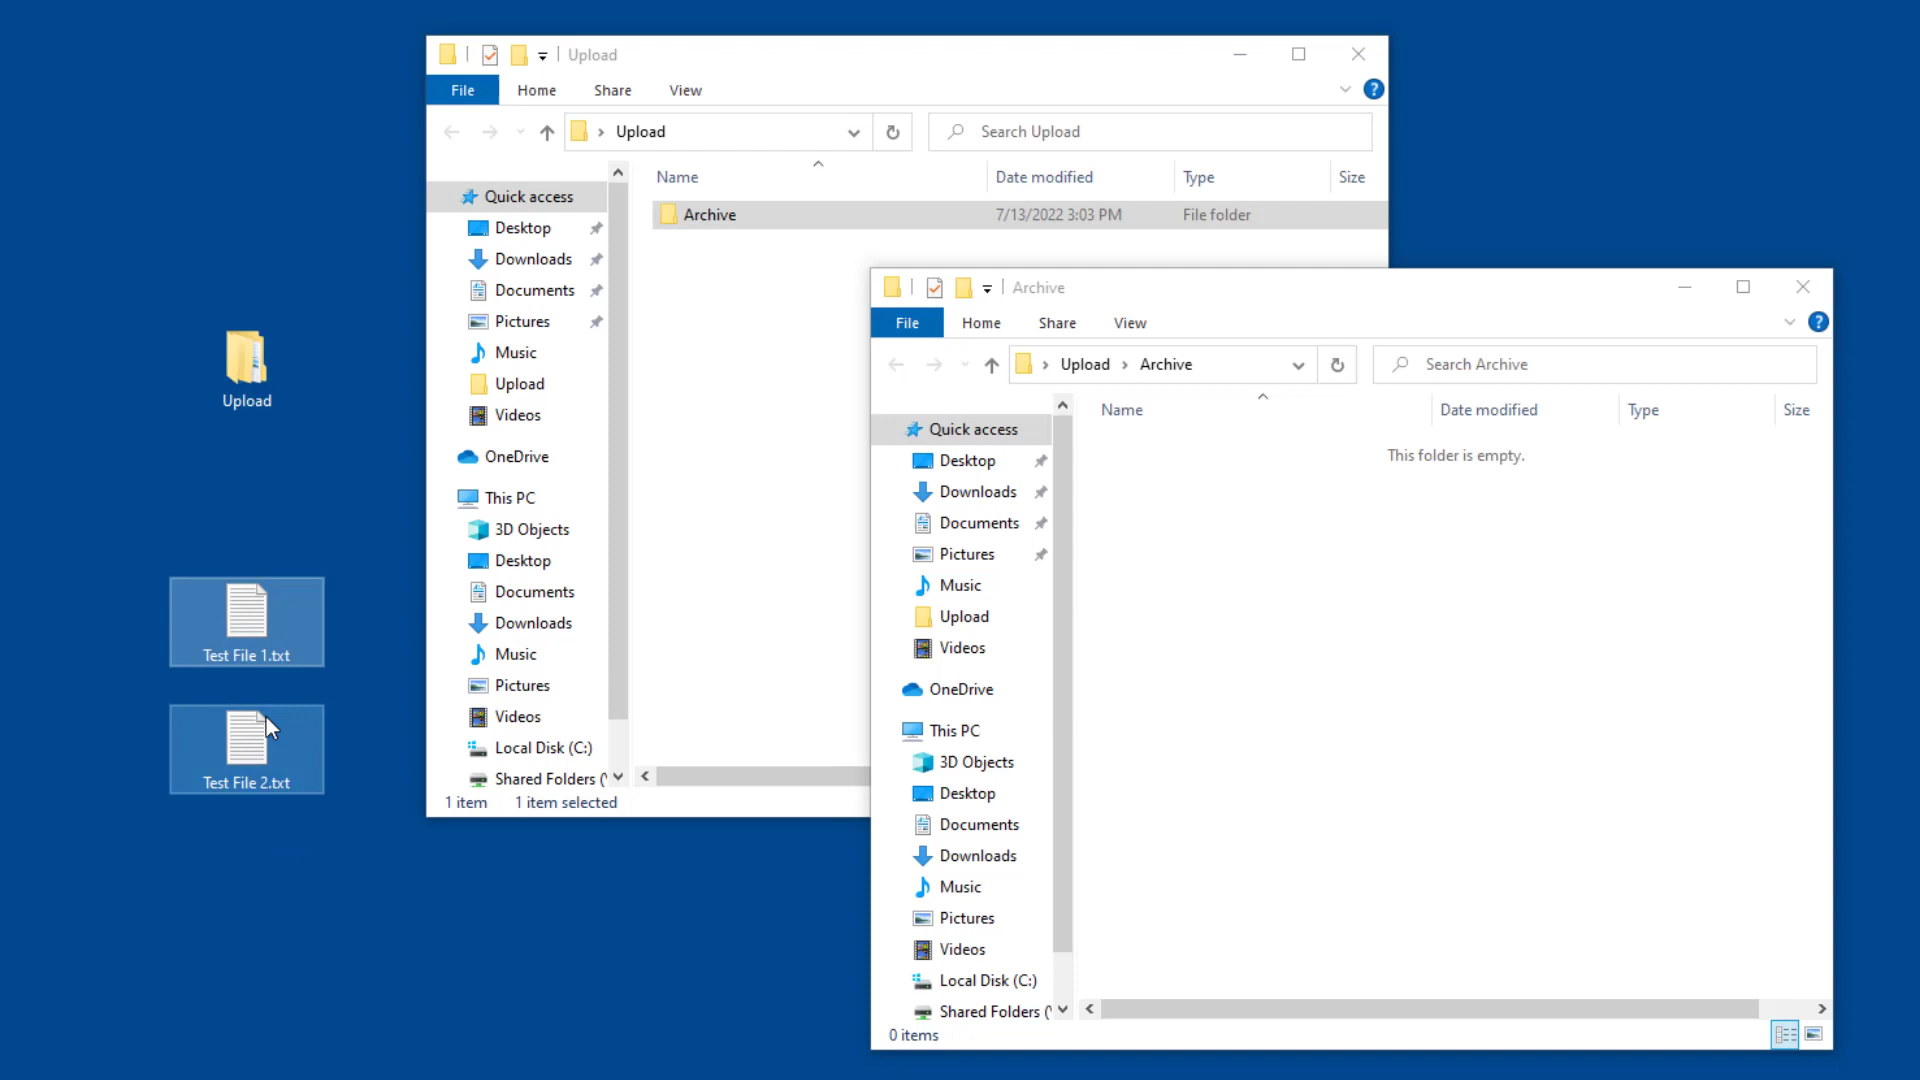 Upload
File Home Share View ?
Upload
Search Upload
Name Date modified Type Size
Archive 7/13/2022 3:03 PM File folder
Quick access
Desktop
Downloads
Documents
Pictures
Music
Upload
Videos
OneDrive
This PC
3D Objects
Desktop
Documents
Downloads
Music
Pictures
Videos
Local Disk (C:)
Shared Folders (
1 item 1 item selected
Upload
Test File 1.txt
Test File 2.txt
Archive
File Home Share View ?
Upload Archive
Search Archive
Name Date modified Type Size
This folder is empty.
Quick access
Desktop
Downloads
Documents
Pictures
Music
Upload
Videos
OneDrive
This PC
3D Objects
Desktop
Documents
Downloads
Music
Pictures
Videos
Local Disk (C:)
Shared Folders (
0 items